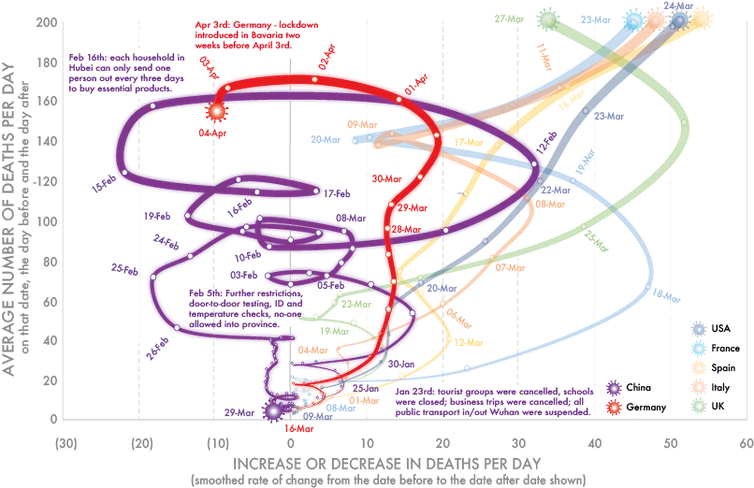 Apr 3rd: Germany - lockdown
introduced in Bavaria two
weeks before April 3rd.
27-Mar
23-Mar
24-Mar
200
180
160
140
-120
100
80
60
40
20
0
AVERAGE NUMBER OF DEATHS PER DAY
on that date, the day before and the day after
Feb 16th: each household in
Hubei can only send one
person out every three days
to buy essential products.
03-Apr
02-Apr
01-Apr
04-Apr
11-Mar
18-Mar
23-Mar
09-Mar
20-Mar
17-Mar
12-Feb
19-Mar
15-Feb
30-Mar
22-Mar
17-Feb
16-Feb
29-Mar
08-Mar
19-Feb
08-Mar
28-Mar
24-Feb
10-Feb
25-Mar
25-Feb
03-Feb
05-Feb
07-Mar
20-Mar
18-Mar
Feb 5th: Further restrictions,
door-to-door testing, ID and
temperature checks, no-one
allowed into province.
23-Mar
06-Mar
19-Mar
12-Mar
26-Feb
04-Mar
30-Jan
25-Jan
01-Mar
08-Mar
09-Mar
29-Mar
16-Mar
Jan 23rd: tourist groups were cancelled, schools
were closed; business trips were cancelled; all
public transport in/out Wuhan were suspended.
USA
France
Spain
China
Italy
Germany
UK
(30)
(20)
(10)
0
10
20
30
40
50
60
INCREASE OR DECREASE IN DEATHS PER DAY
(smoothed rate of change from the date before to the date after date shown)